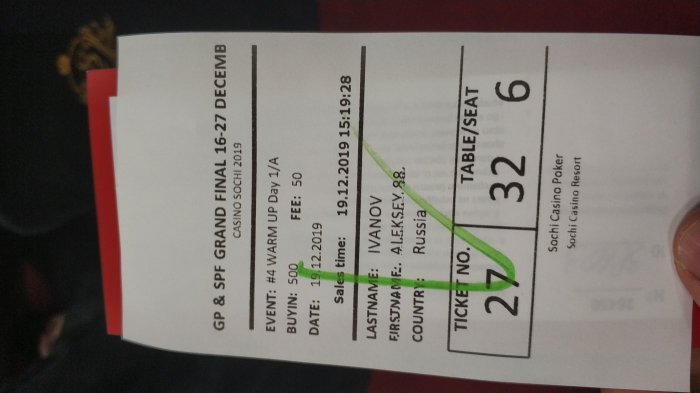 GP & SPF GRAND FINAL 16-27 DECEMB
CASINO SOCHI 2019
EVENT: #4 WARM UP Day 1/A
BUYIN: 500 FEE: 50
DATE: 19.12.2019
Sales time: 19.12.2019 15:19:28
LASTNAME: IVANOV
FIRSTNAME: ALEKSEY.88.
COUNTRY: Russia
TICKET NO. TABLE/SEAT
27 32 6
Sochi Casino Poker
Sochi Casino Resort